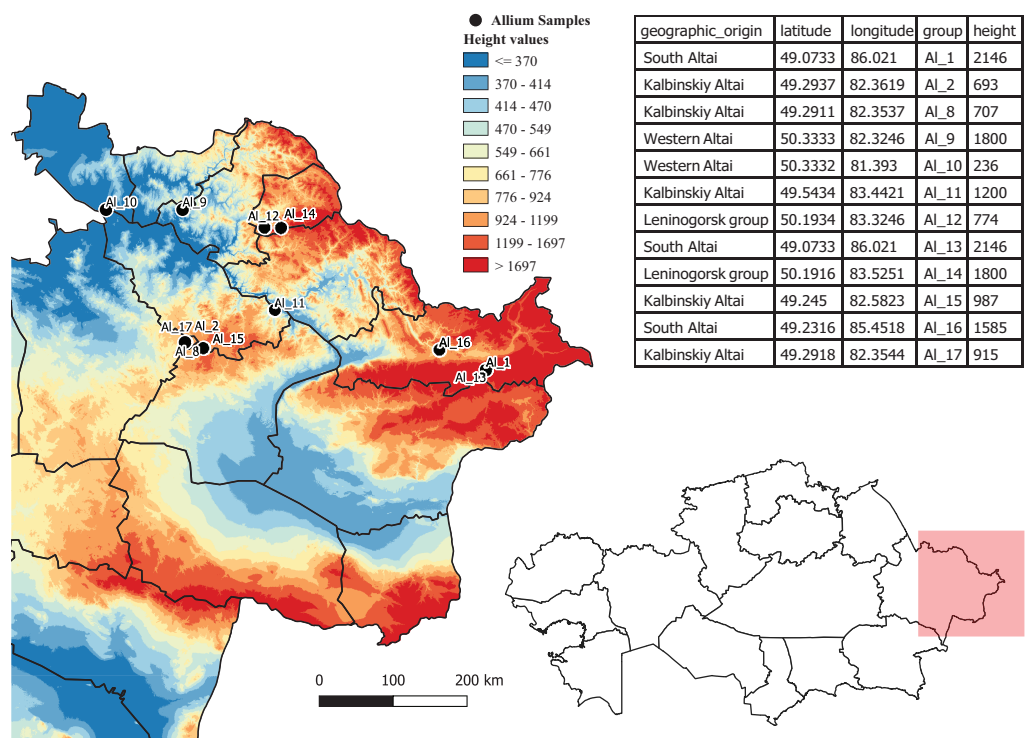 Allium Samples
Height values
<= 370
370 - 414
414 - 470
470 - 549
549 - 661
661 - 776
776 - 924
924 - 1199
1199 - 1697
> 1697
geographic_origin latitude longitude group height
South Altai 49.0733 86.021 Al_1 2146
Kalbinskiy Altai 49.2937 82.3619 Al_2 693
Kalbinskiy Altai 49.2911 82.3537 Al_8 707
Western Altai 50.3333 82.3246 Al_9 1800
Western Altai 50.3332 81.393 Al_10 236
Kalbinskiy Altai 49.5434 83.4421 Al_11 1200
Leninogorsk group 50.1934 83.3246 Al_12 774
South Altai 49.0733 86.021 Al_13 2146
Leninogorsk group 50.1916 83.5251 Al_14 1800
Kalbinskiy Altai 49.245 82.5823 Al_15 987
South Altai 49.2316 85.4518 Al_16 1585
Kalbinskiy Altai 49.2918 82.3544 Al_17 915
Al_10
Al_9
Al_12
Al_14
Al_11
Al_17
Al_2
Al_15
Al_8
Al_16
Al_1
Al_13
0 100 200 km